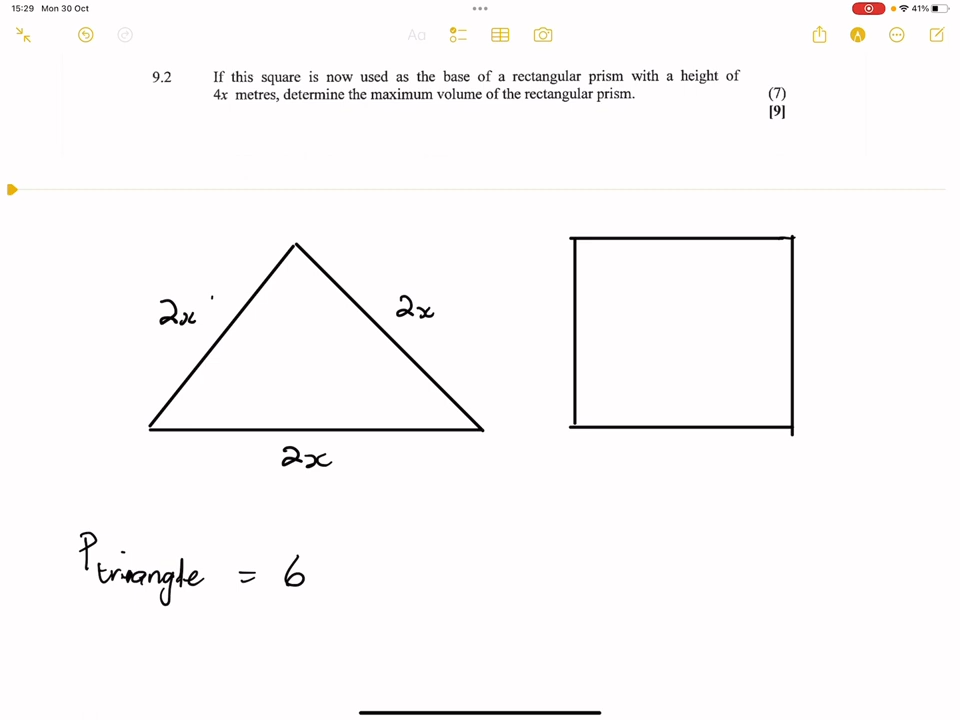 15:29 Mon 30 Oct
41%
Aa
9.2 If this square is now used as the base of a rectangular prism with a height of
4x metres, determine the maximum volume of the rectangular prism. (7)
[9]
2x
2x
2x
P triangle = 6